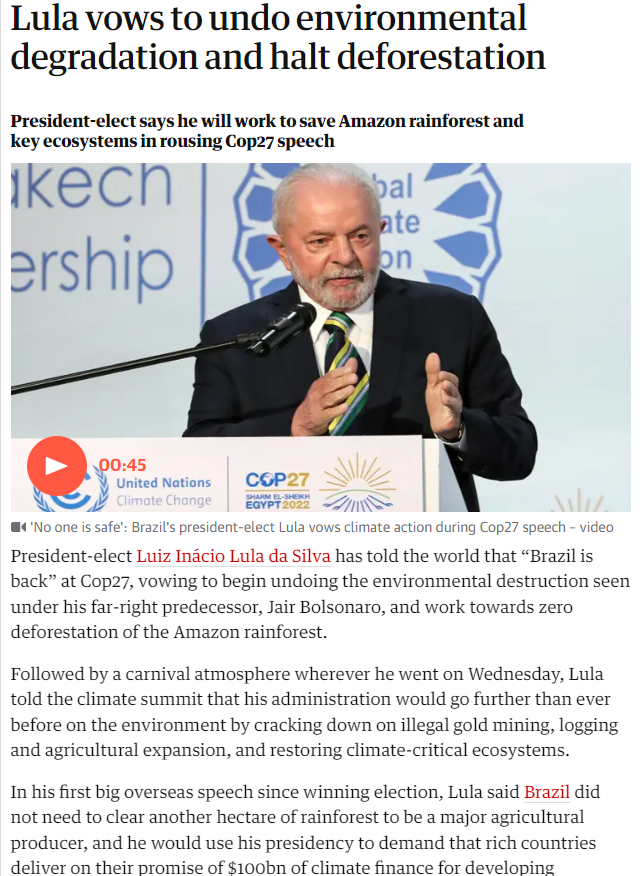 Lula vows to undo environmental
degradation and halt deforestation
President-elect says he will work to save Amazon rainforest and
key ecosystems in rousing Cop27 speech
akech
ership
bal
ate
on
00:45
United Nations
Climate Change
COP27
SHARM EL-SHEIKH
EGYPT 2022
'No one is safe': Brazil's president-elect Lula vows climate action during Cop27 speech – video
President-elect Luiz Inácio Lula da Silva has told the world that “Brazil is
back” at Cop27, vowing to begin undoing the environmental destruction seen
under his far-right predecessor, Jair Bolsonaro, and work towards zero
deforestation of the Amazon rainforest.
Followed by a carnival atmosphere wherever he went on Wednesday, Lula
told the climate summit that his administration would go further than ever
before on the environment by cracking down on illegal gold mining, logging
and agricultural expansion, and restoring climate-critical ecosystems.
In his first big overseas speech since winning election, Lula said Brazil did
not need to clear another hectare of rainforest to be a major agricultural
producer, and he would use his presidency to demand that rich countries
deliver on their promise of $100bn of climate finance for developing